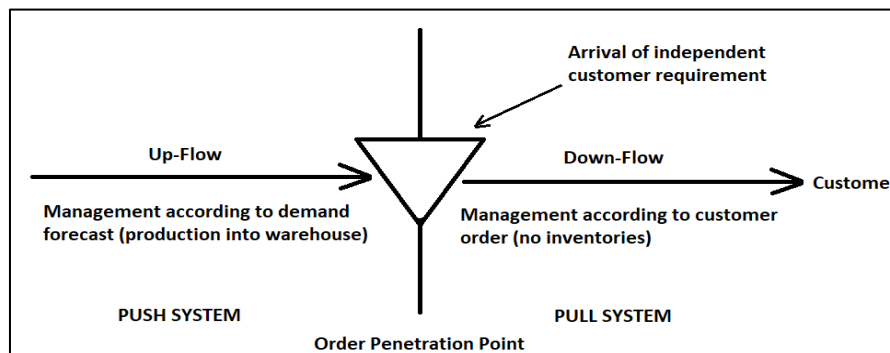 Arrival of independent
customer requirement
Up-Flow
Down-Flow
Custome
Management according to demand
forecast (production into warehouse)
Management according to customer
order (no inventories)
PUSH SYSTEM
PULL SYSTEM
Order Penetration Point